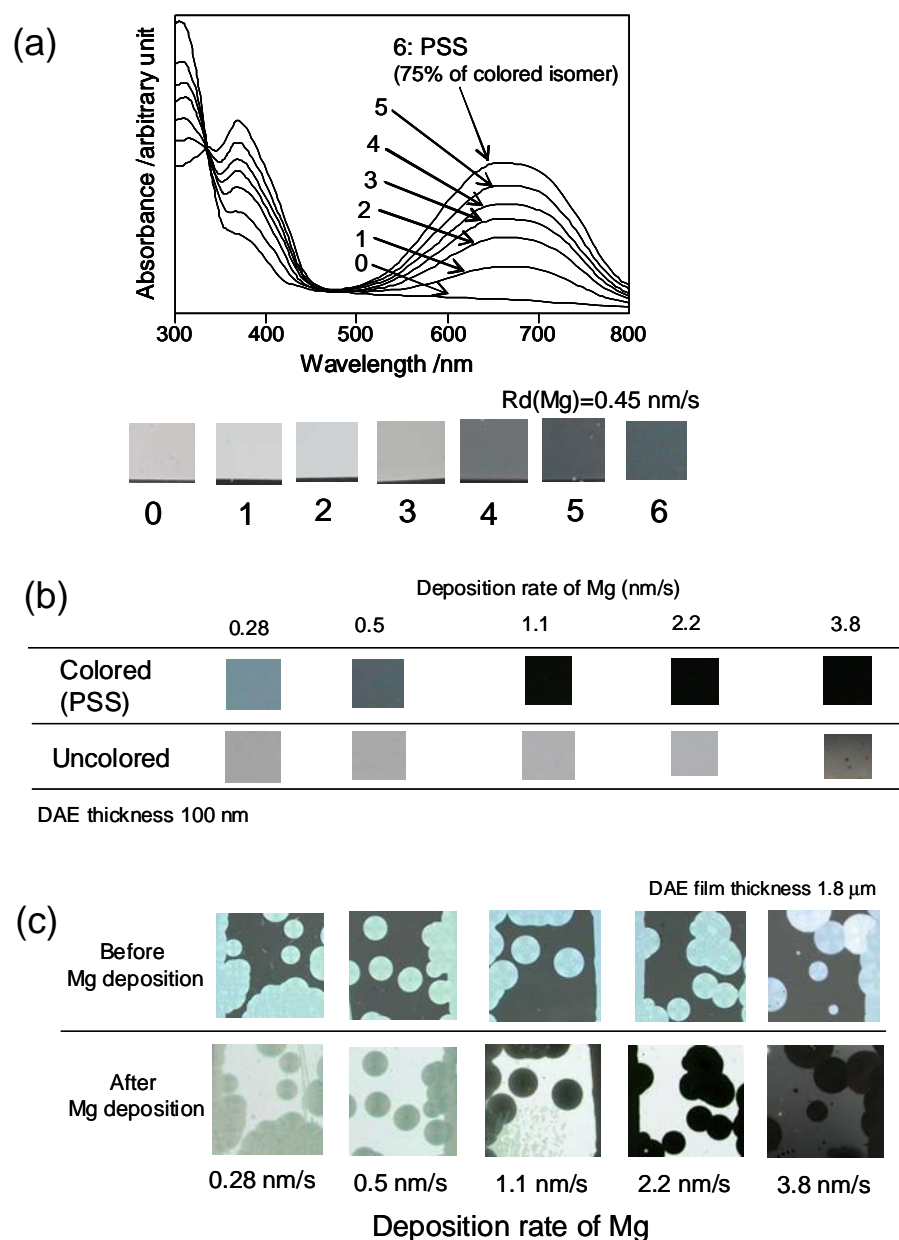 (a)
Absorbance /arbitrary unit
6: PSS
(75% of colored isomer)
5
4
3
2
1
0
300 400 500 600 700 800
Wavelength /nm
Rd(Mg)=0.45 nm/s
0 1 2 3 4 5 6
(b)
Deposition rate of Mg (nm/s)
0.28 0.5 1.1 2.2 3.8
Colored
(PSS)
Uncolored
DAE thickness 100 nm
(c)
DAE film thickness 1.8 μm
Before
Mg deposition
After
Mg deposition
0.28 nm/s 0.5 nm/s 1.1 nm/s 2.2 nm/s 3.8 nm/s
Deposition rate of Mg